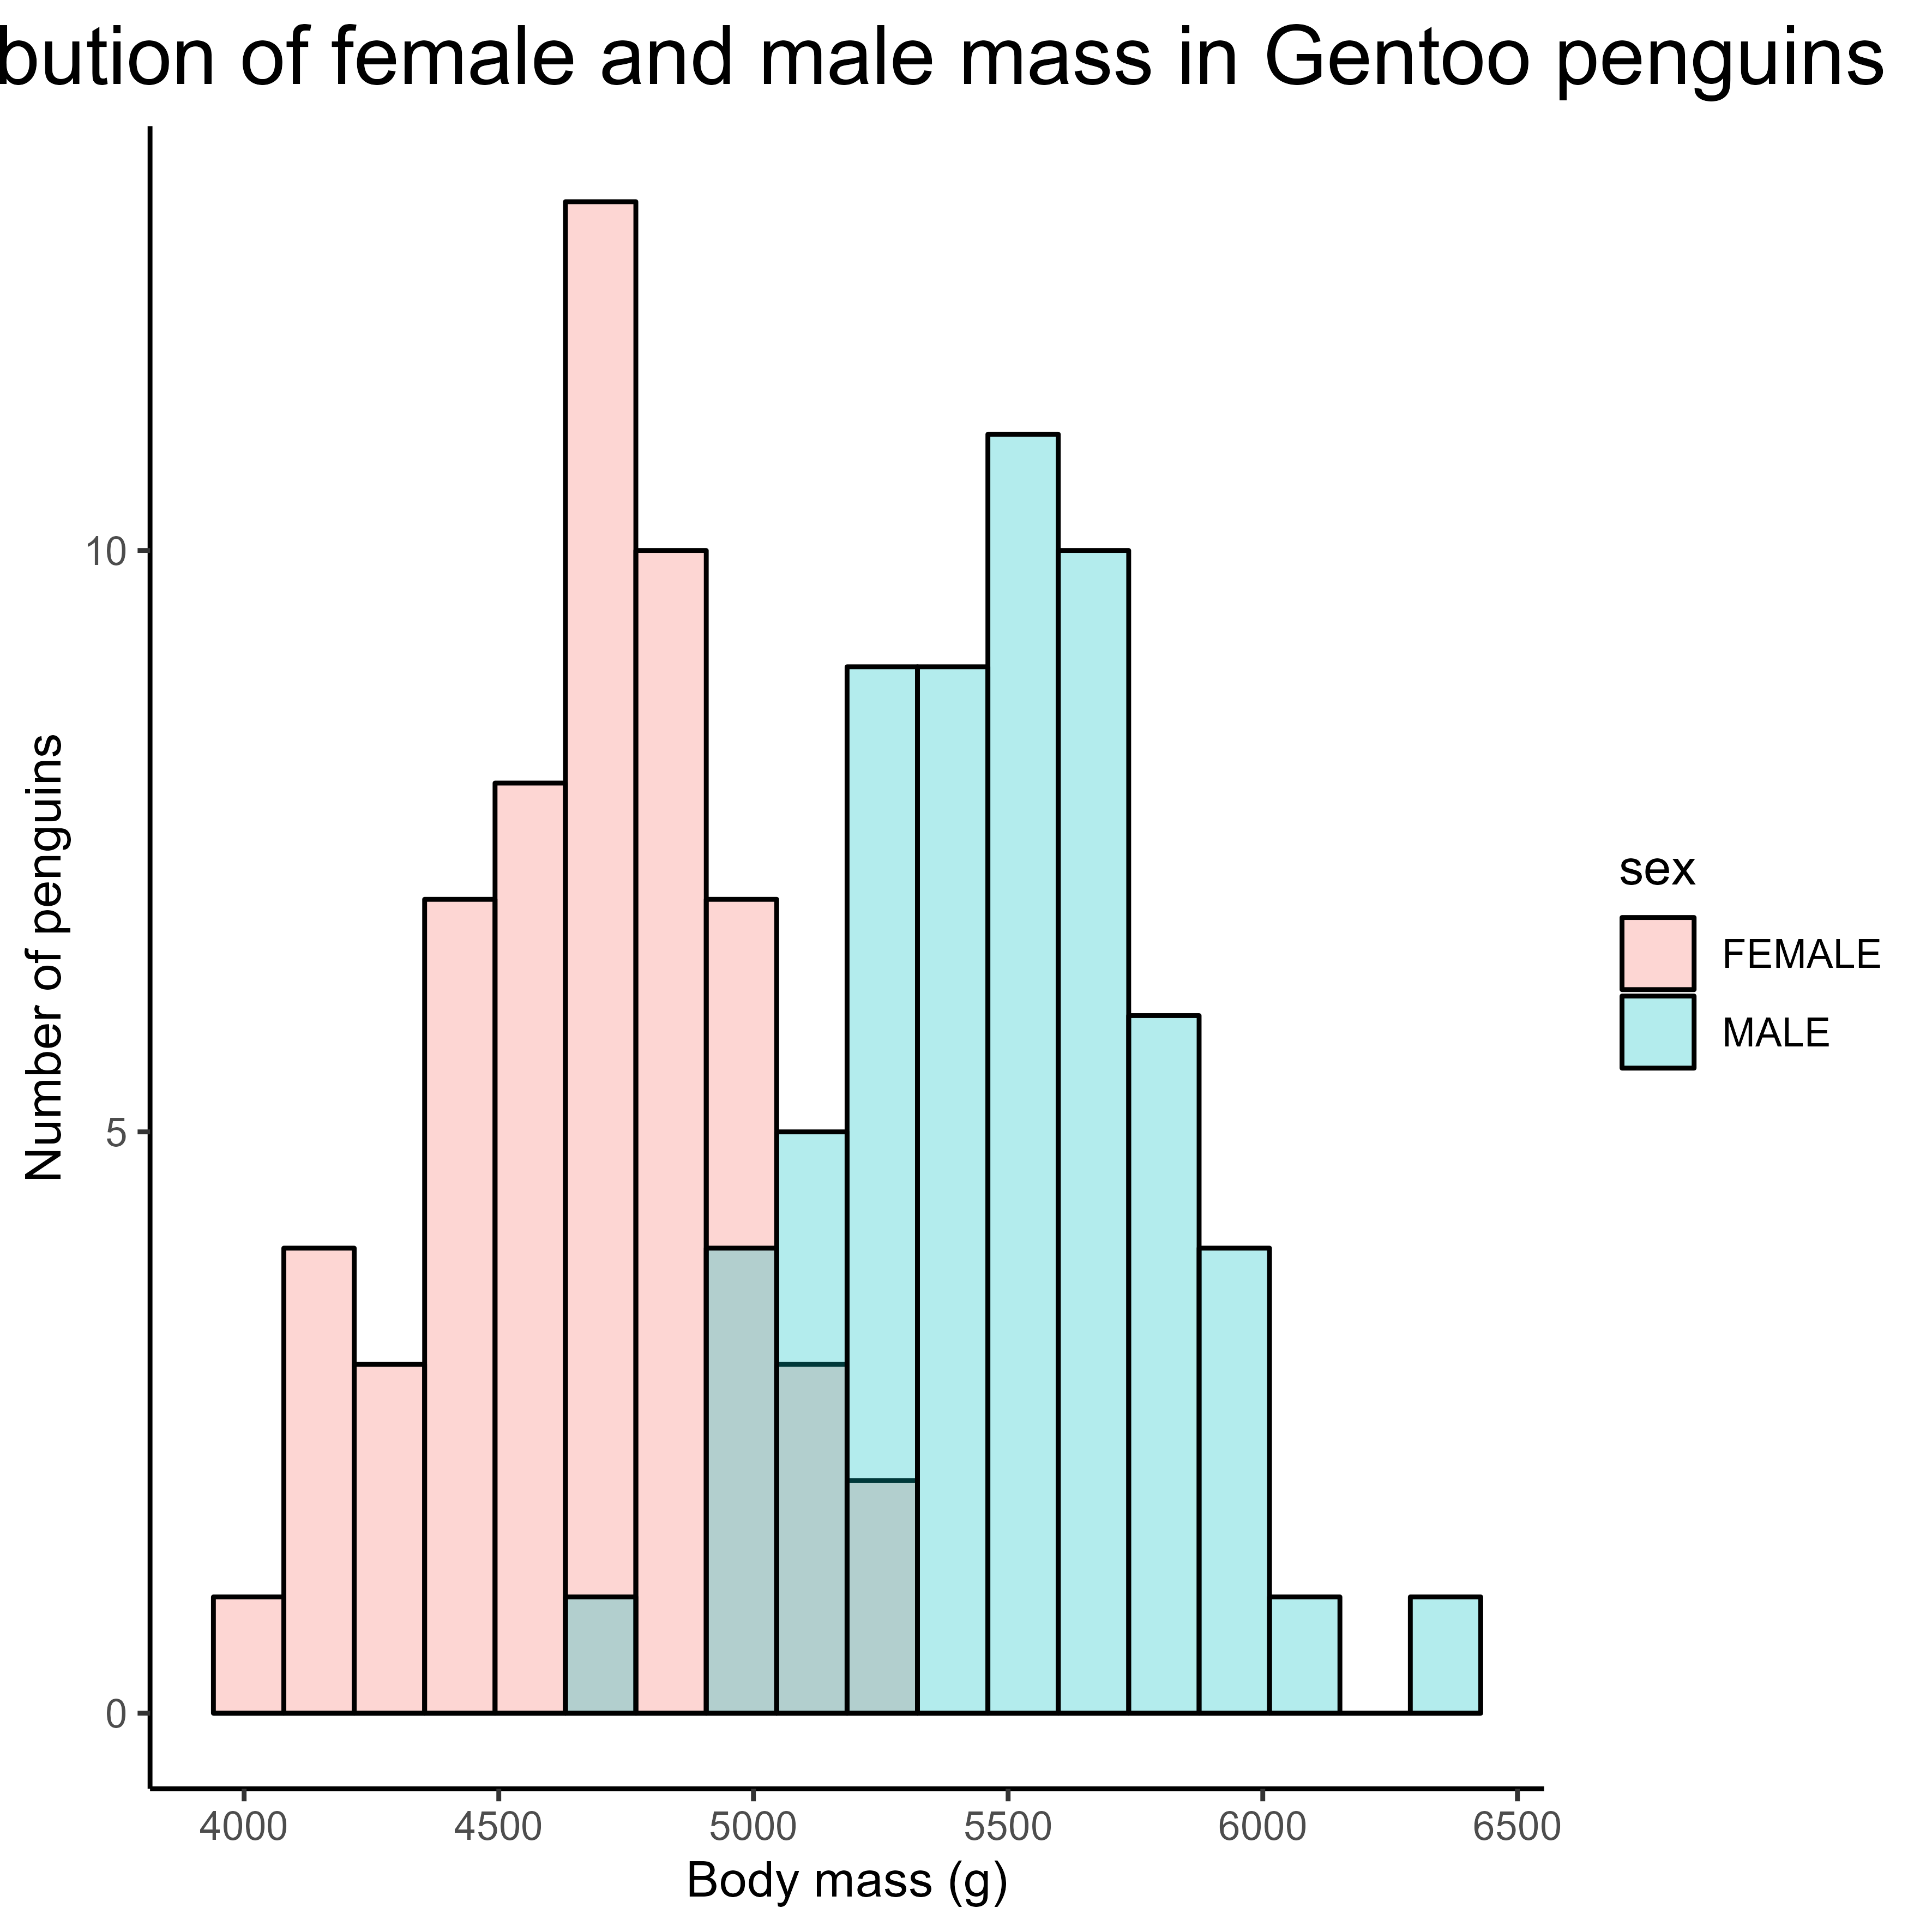 bution of female and male mass in Gentoo penguins
Number of penguins
10
5
0
4000 4500 5000 5500 6000 6500
Body mass (g)
sex
FEMALE
MALE